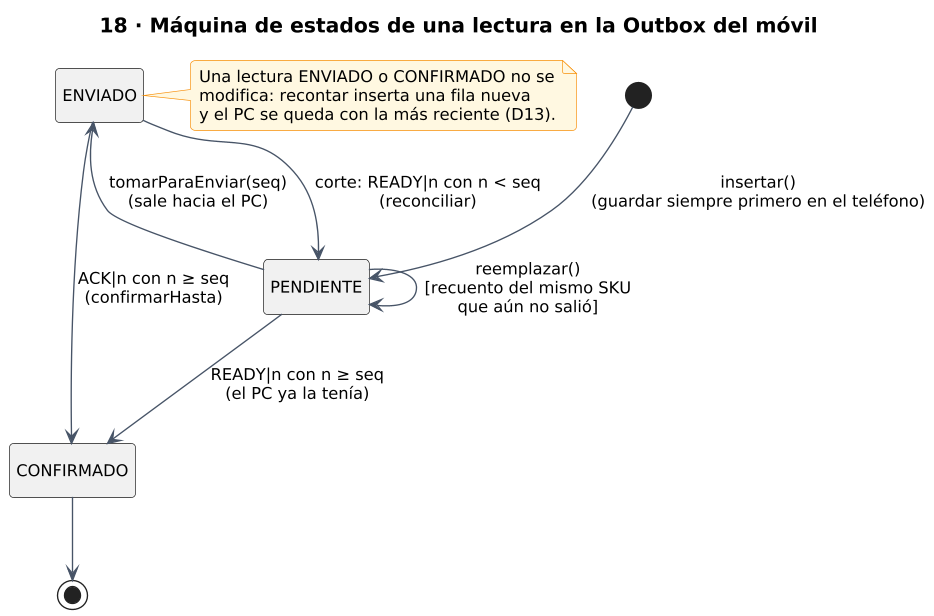 18 · Máquina de estados de una lectura en la Outbox del móvil
ENVIADO
Una lectura ENVIADO o CONFIRMADO no se
modifica: recontar inserta una fila nueva
y el PC se queda con la más reciente (D13).
tomarParaEnviar(seq)
(sale hacia el PC)
corte: READY|n con n < seq
(reconciliar)
insertar()
(guardar siempre primero en el teléfono)
ACK|n con n ≥ seq
(confirmarHasta)
PENDIENTE
reemplazar()
[recuento del mismo SKU
que aún no salió]
READY|n con n ≥ seq
(el PC ya la tenía)
CONFIRMADO